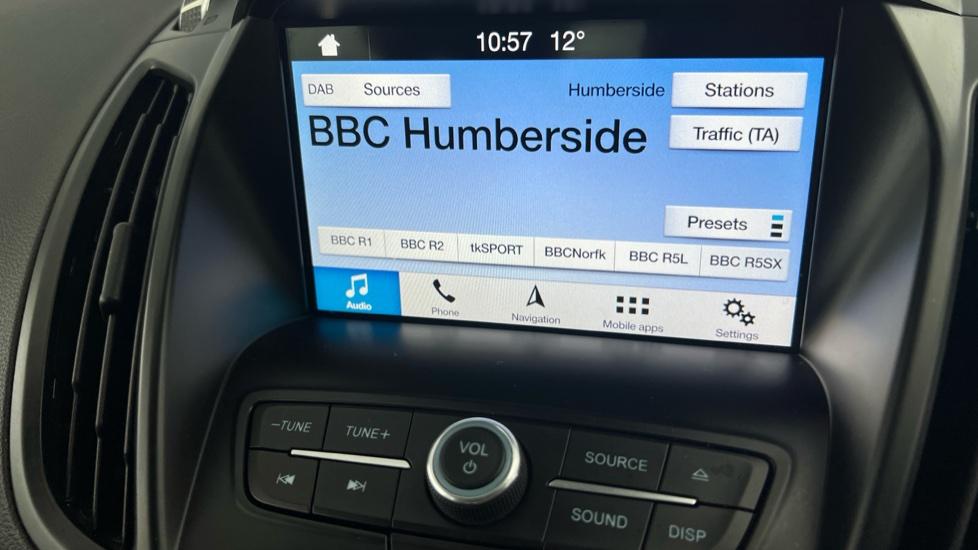 10:57 12°
DAB Sources Humberside Stations
BBC Humberside
Traffic (TA)
Presets
BBC R1 BBC R2 tkSPORT BBCNorfk BBC R5L BBC R5SX
Audio Phone Navigation Mobile apps Settings
−TUNE TUNE+ VOL SOURCE
SOUND DISP